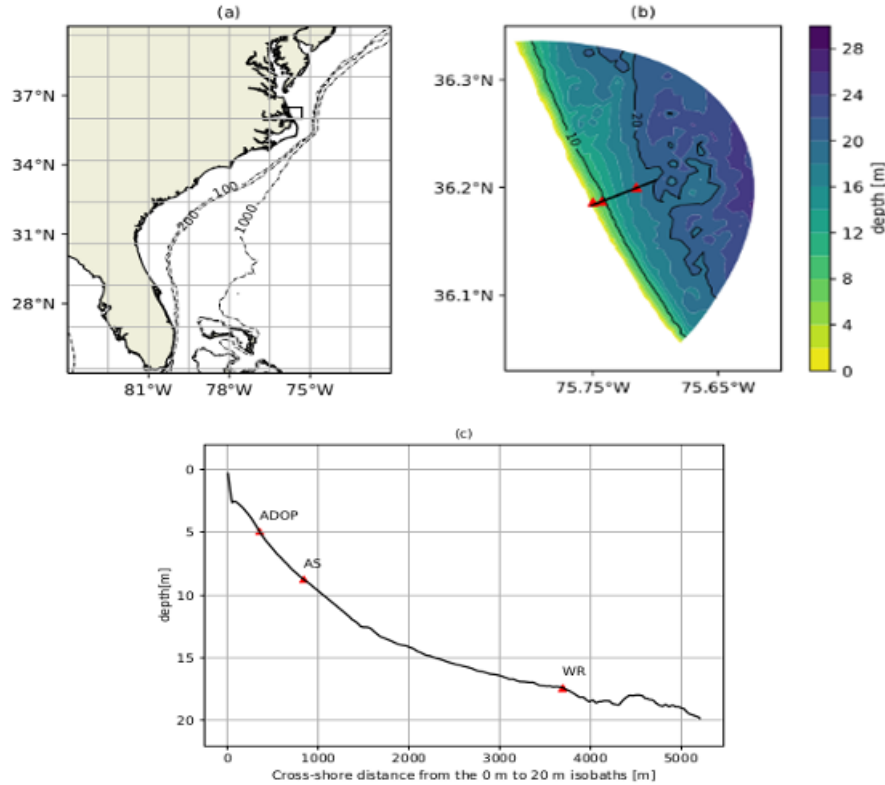 (a)
37°N
34°N
31°N
28°N
81°W 78°W 75°W
100
200
1000
(b)
36.3°N
36.2°N
36.1°N
75.75°W 75.65°W
10
20
28
24
20
16
12
8
4
0
depth [m]
(c)
0
5
10
15
20
depth[m]
ADOP
AS
WR
0 1000 2000 3000 4000 5000
Cross-shore distance from the 0 m to 20 m isobaths [m]